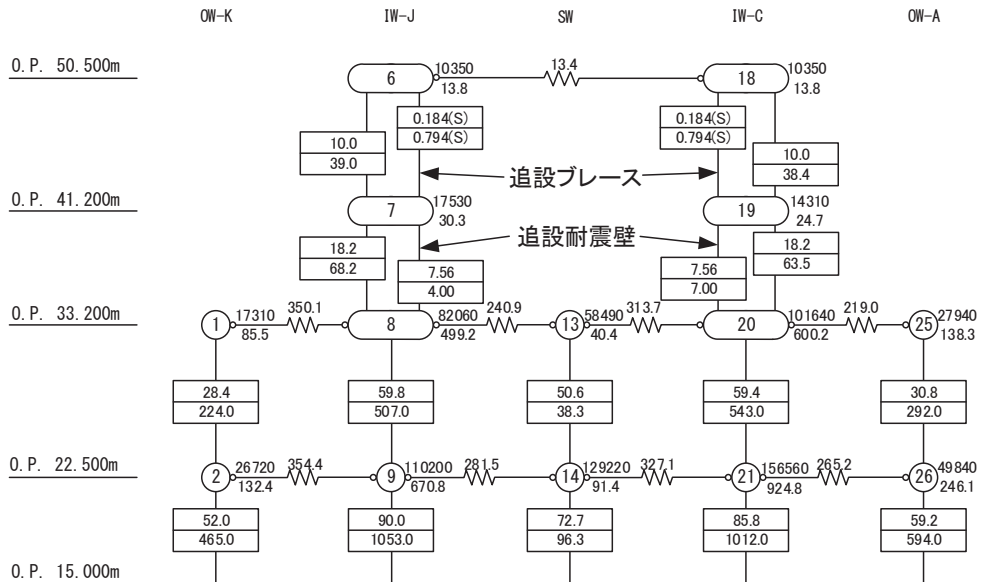 OW-K IW-J SW IW-C OW-A
O.P. 50.500m 6 10350 13.4 18 10350
13.8 13.8
0.184(S) 0.184(S)
0.794(S) 0.794(S)
10.0 10.0
39.0 38.4
追設ブレース
O.P. 41.200m 7 17530 19 14310
30.3 24.7
追設耐震壁
18.2 18.2
68.2 63.5
7.56 7.56
4.00 7.00
O.P. 33.200m 1 17310 350.1 8 82060 240.9 13 58490 313.7 20 101640 219.0 25 27940
85.5 499.2 40.4 600.2 138.3
28.4 59.8 50.6 59.4 30.8
224.0 507.0 38.3 543.0 292.0
O.P. 22.500m 2 26720 354.4 9 110200 281.5 14 129220 327.1 21 156560 265.2 26 49840
132.4 670.8 91.4 924.8 246.1
52.0 90.0 72.7 85.8 59.2
465.0 1053.0 96.3 1012.0 594.0
O.P. 15.000m